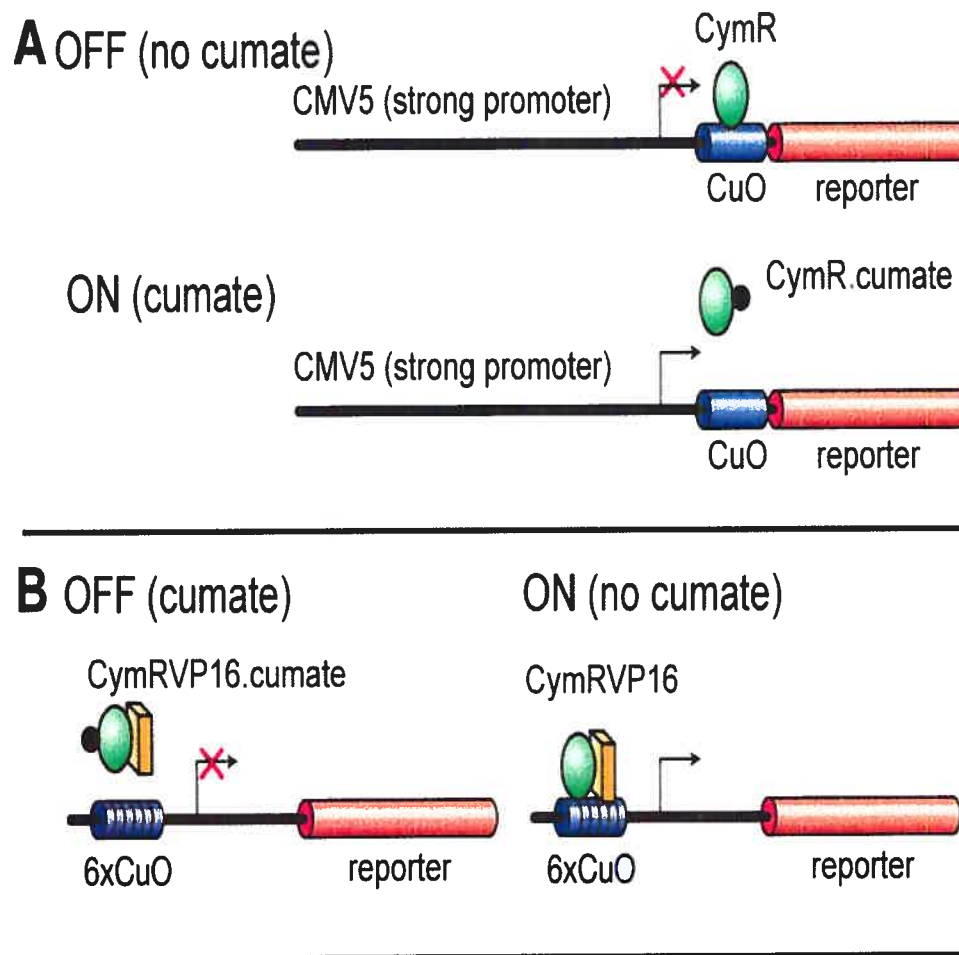 A OFF (no cumate)
CymR
CMV5 (strong promoter)
CuO
reporter
ON (cumate)
CymR.cumate
CMV5 (strong promoter)
CuO
reporter
B OFF (cumate)
ON (no cumate)
CymRVP16.cumate
CymRVP16
6xCuO
reporter
6xCuO
reporter